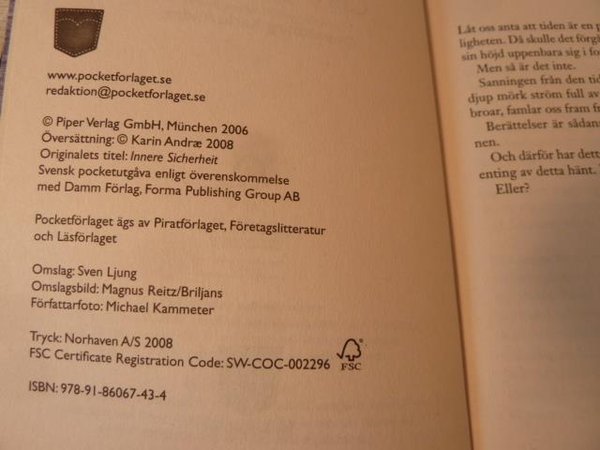 www.pocketforlaget.se
redaktion@pocketforlaget.se
© Piper Verlag GmbH, München 2006
Översättning: © Karin Andræ 2008
Originalets titel: Innere Sicherheit
Svensk pocketutgåva enligt överenskommelse
med Damm Förlag, Forma Publishing Group AB
Pocketförlaget ägs av Piratförlaget, Företagslitteratur
och Läsförlaget
Omslag: Sven Ljung
Omslagsbild: Magnus Reitz/Briljans
Författarfoto: Michael Kammeter
Tryck: Norhaven A/S 2008
FSC Certificate Registration Code: SW-COC-002296
FSC
ISBN: 978-91-86067-43-4
Låt oss anta att tiden är en
ligheten. Då skulle det
sin höjd uppenbara sig i
Men så är det inte.
Sanningen från den
djup mörk ström full av
broar, famlar oss fram
Berättelser är
nen.
Och därför har
enting av detta hänt.
Eller?